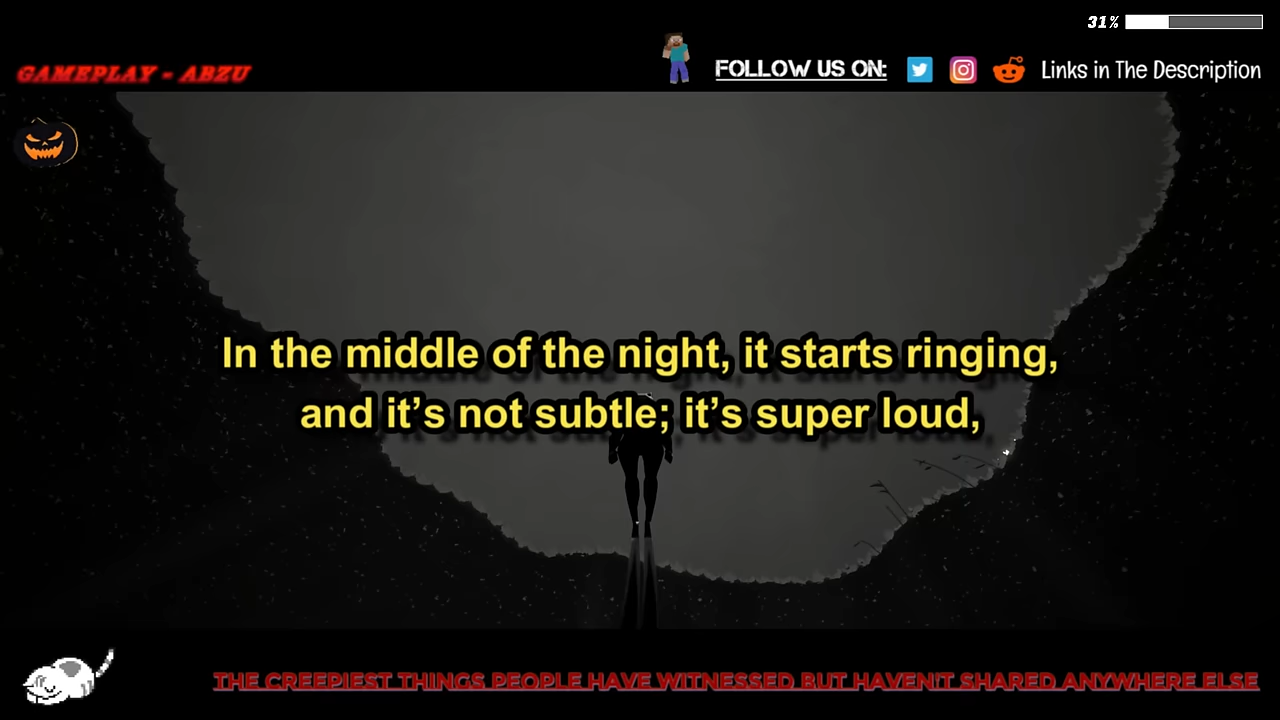 31%
GAMEPLAY - ABZU
FOLLOW US ON: Links in The Description
In the middle of the night, it starts ringing,
and it’s not subtle; it’s super loud,
THE CREEPIEST THINGS PEOPLE HAVE WITNESSED BUT HAVEN'T SHARED ANYWHERE ELSE